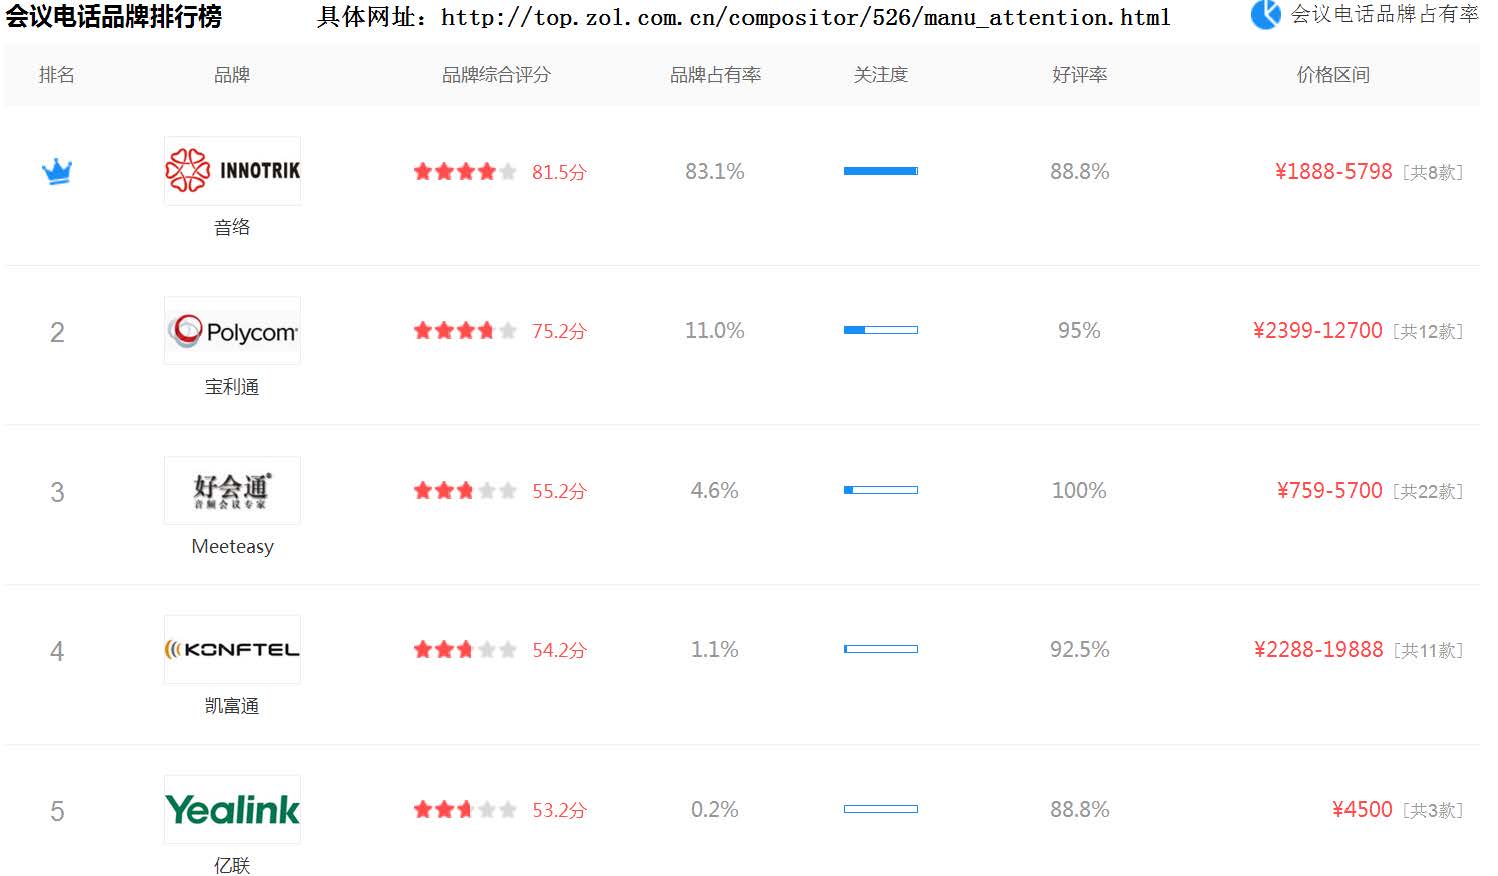 会议电话品牌排行榜 具体网址：http://top.zol.com.cn/compositor/526/manu_attention.html 会议电话品牌占有率
排名 品牌 品牌综合评分 品牌占有率 关注度 好评率 价格区间
INNOTRIK 81.5分 83.1% 88.8% ¥1888-5798 [共8款]
音络
2 Polycom 75.2分 11.0% 95% ¥2399-12700 [共12款]
宝利通
3 好会通® 55.2分 4.6% 100% ¥759-5700 [共22款]
音频会议专家
Meeteasy
4 KONFTEL 54.2分 1.1% 92.5% ¥2288-19888 [共11款]
凯富通
5 Yealink 53.2分 0.2% 88.8% ¥4500 [共3款]
亿联